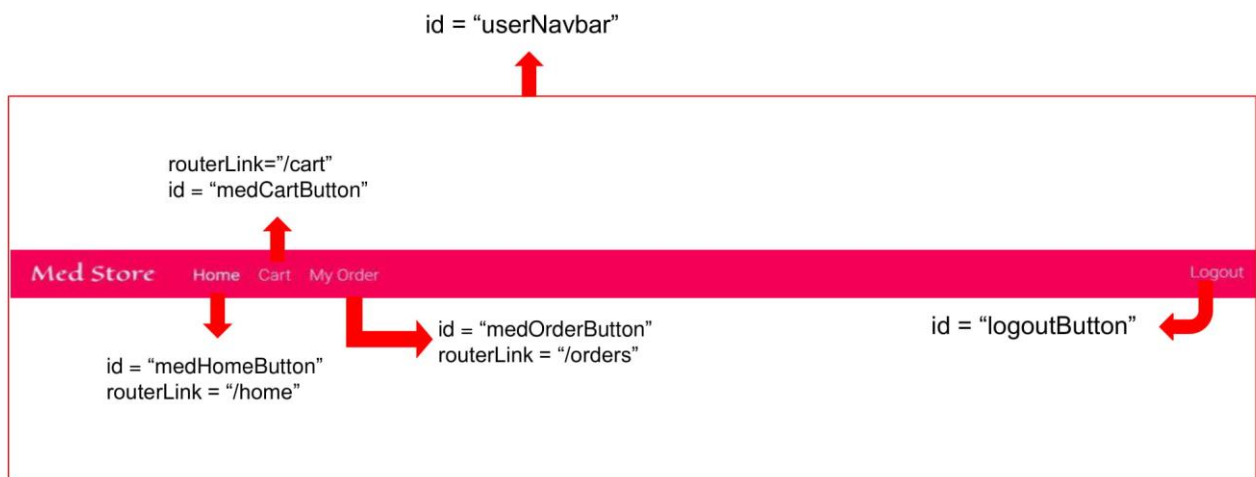 id = “userNavbar”
routerLink=”/cart”
id = “medCartButton”
Med Store Home Cart My Order Logout
id = “medHomeButton”
routerLink = “/home”
id = “medOrderButton”
routerLink = “/orders”
id = “logoutButton”